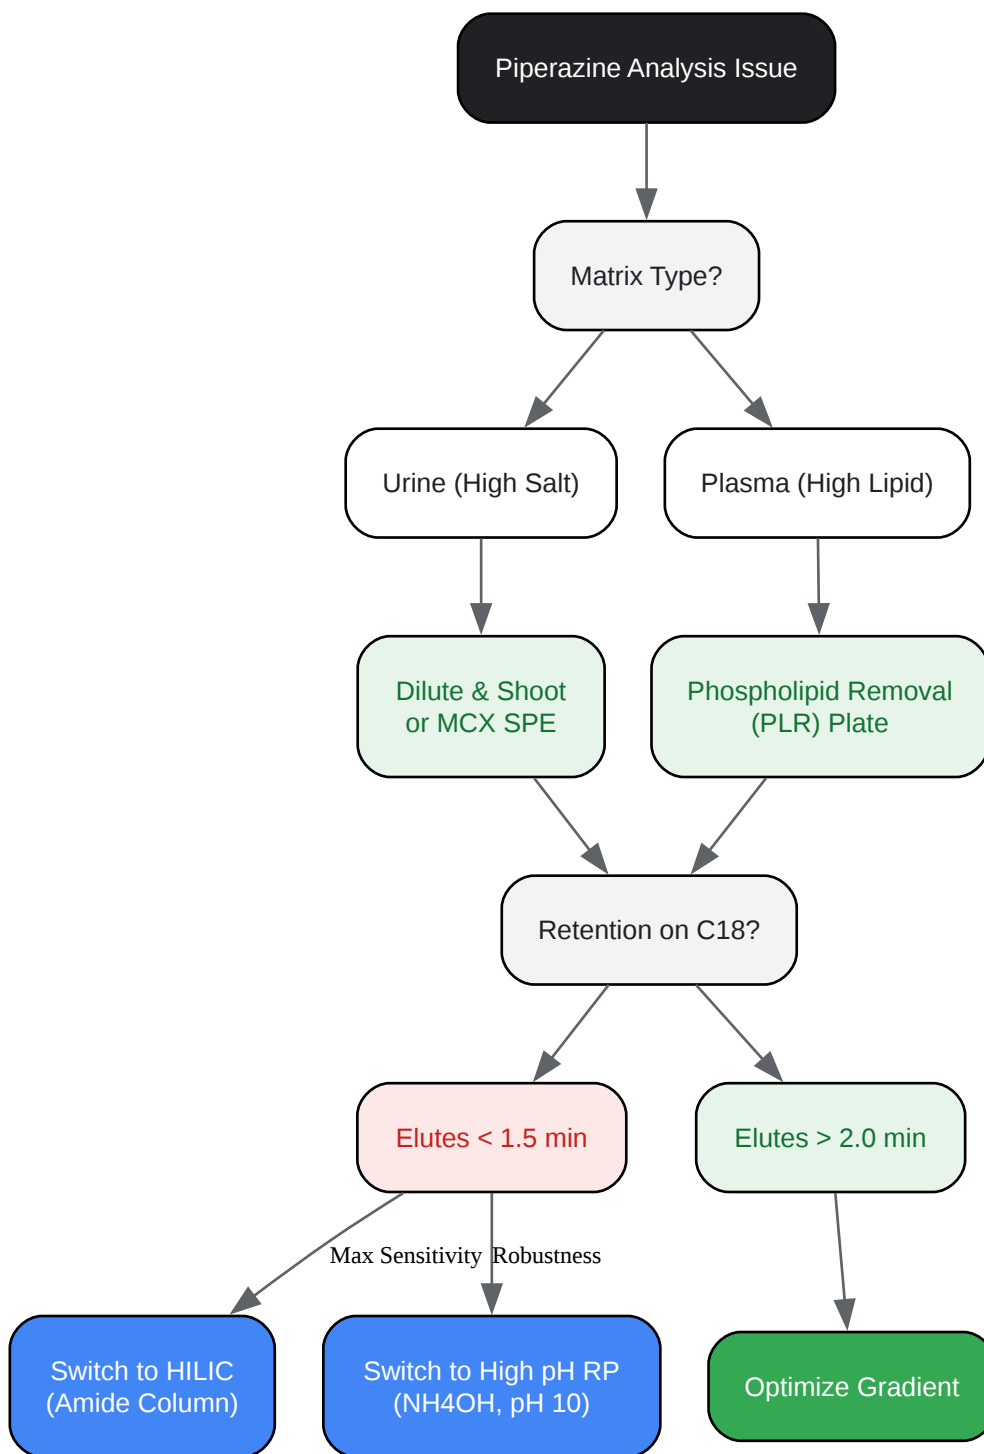 Piperazine Analysis Issue
Matrix Type?
Urine (High Salt)
Plasma (High Lipid)
Dilute & Shoot
or MCX SPE
Phospholipid Removal
(PLR) Plate
Retention on C18?
Elutes < 1.5 min
Elutes > 2.0 min
Max Sensitivity
Robustness
Switch to HILIC
(Amide Column)
Switch to High pH RP
(NH4OH, pH 10)
Optimize Gradient